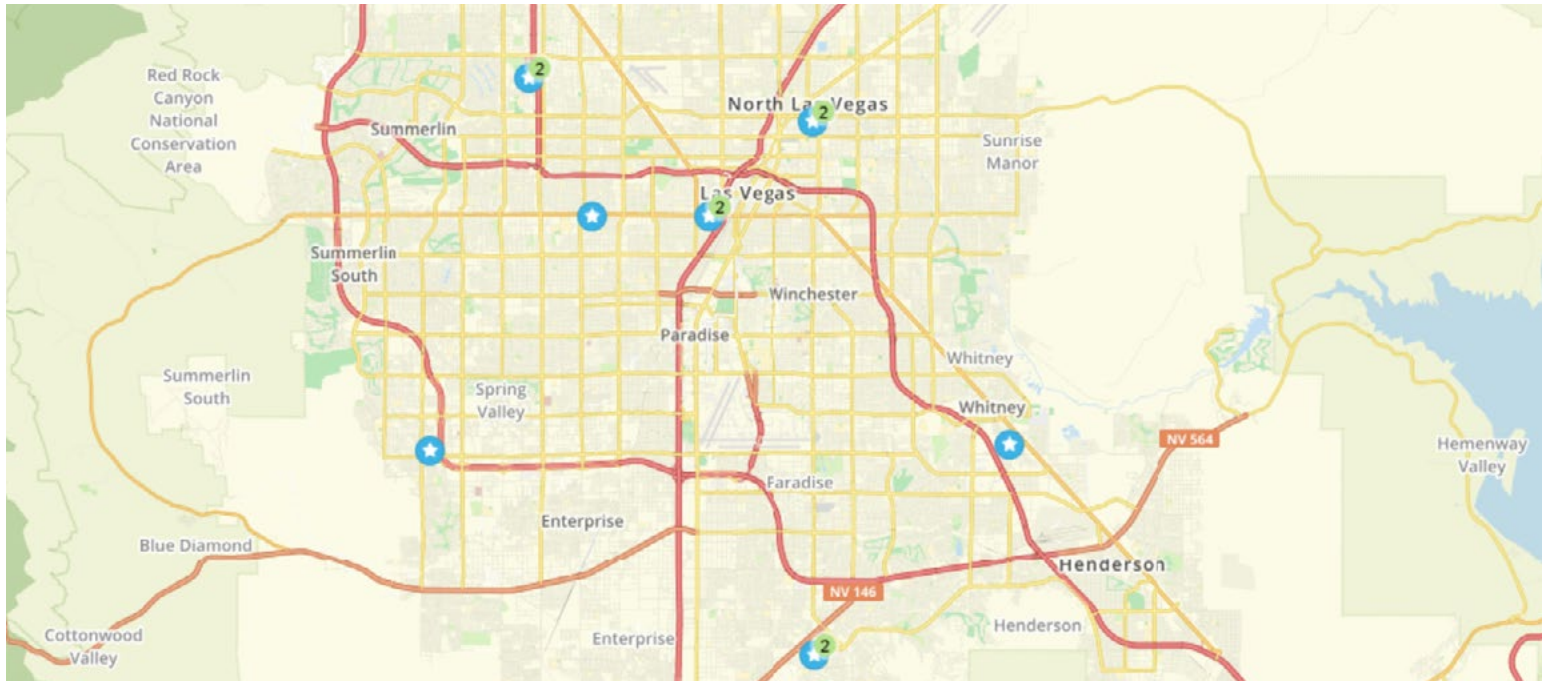 2
Red Rock
Canyon
National
Conservation
Area
Summerlin
North Las Vegas
2
Sunrise
Manor
Las Vegas
2
Summerlin
South
Winchester
Paradise
Whitney
Summerlin
South
Spring
Valley
Whitney
NV 564
Hemenway
Valley
Faradise
Enterprise
Blue Diamond
Henderson
NV 146
Cottonwood
Valley
Enterprise
Henderson
2